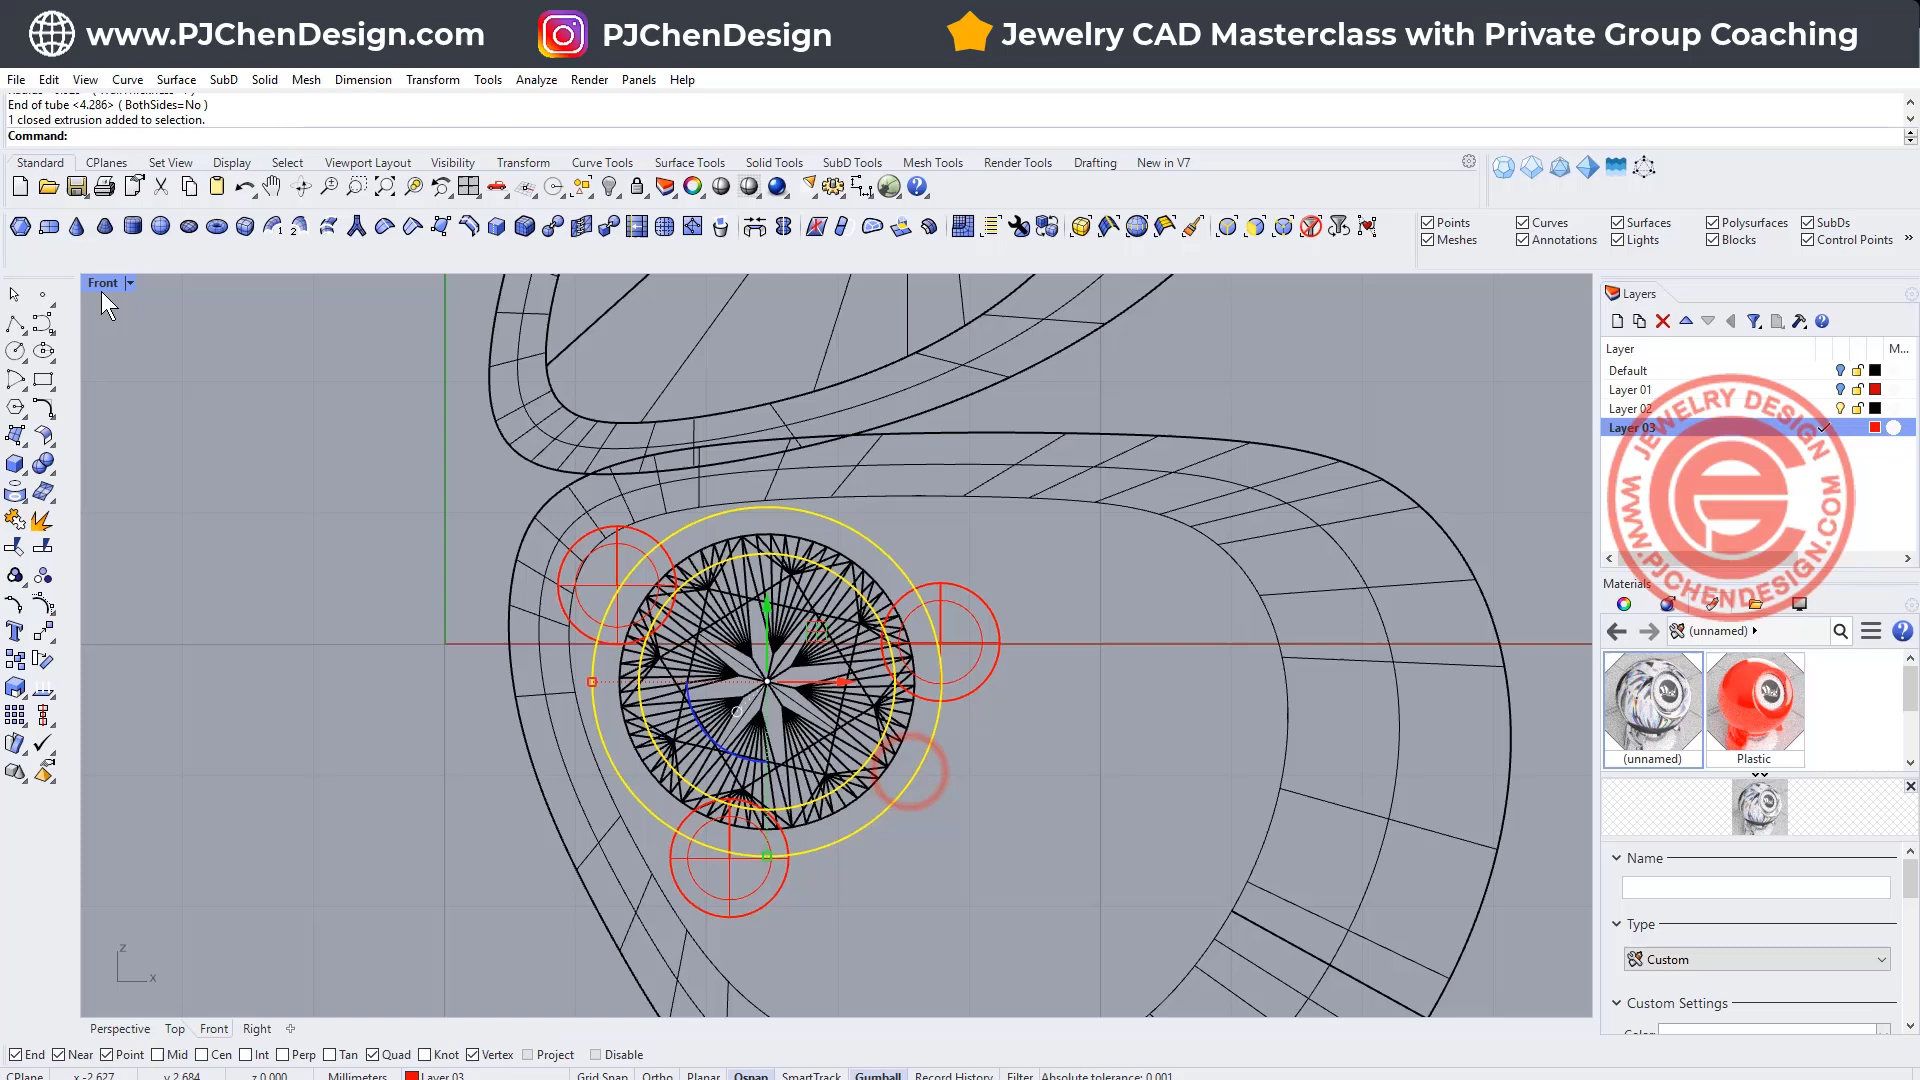 www.PJChenDesign.com PJChenDesign Jewelry CAD Masterclass with Private Group Coaching
File Edit View Curve Surface SubD Solid Mesh Dimension Transform Tools Analyze Render Panels Help
End of tube <4.286> ( BothSides=No )
1 closed extrusion added to selection.
Command:
Standard CPlanes Set View Display Select Viewport Layout Visibility Transform Curve Tools Surface Tools Solid Tools SubD Tools Mesh Tools Render Tools Drafting New in V7
Points Curves Surfaces Polysurfaces SubDs
Meshes Annotations Lights Blocks Control Points
Front
Layers
Layer M...
Default
Layer 01
Layer 02
Layer 03
JEWELRY DESIGN
WWW.PJCHENDESIGN.COM
Materials
(unnamed)
(unnamed) Plastic
Name
Type
Custom
Custom Settings
z
x
Perspective Top Front Right
End Near Point Mid Cen Int Perp Tan Quad Knot Vertex Project Disable
CPlane x -2.627 y 2.684 z 0.000 Millimeters Layer 03 Grid Snap Ortho Planar Osnap SmartTrack Gumball Record History Filter Absolute tolerance: 0.001